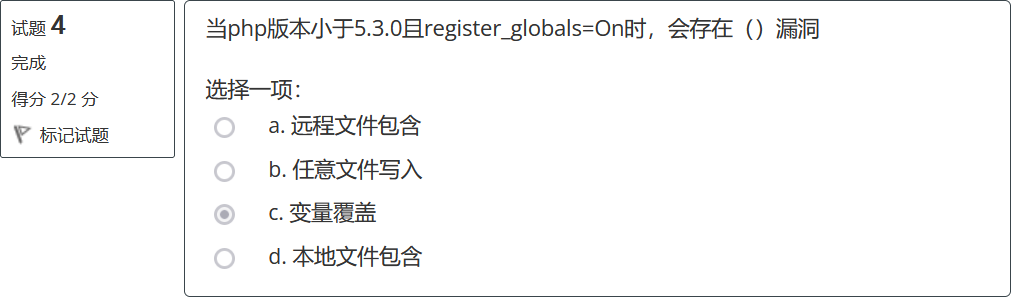 试题 4
完成
得分 2/2 分
标记试题
当php版本小于5.3.0且register_globals=On时，会存在（）漏洞
选择一项：
a. 远程文件包含
b. 任意文件写入
c. 变量覆盖
d. 本地文件包含